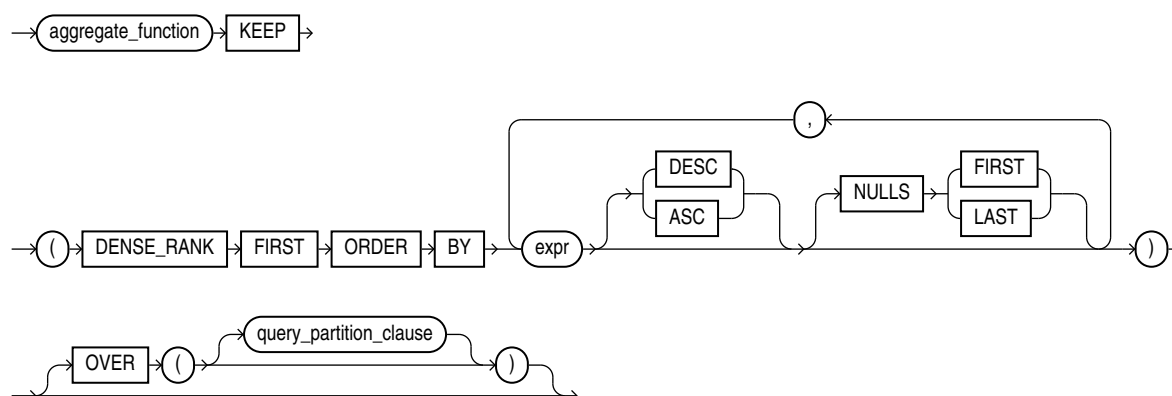 aggregate_function KEEP
,
DESC FIRST
NULLS
ASC LAST
( DENSE_RANK FIRST ORDER BY expr )
query_partition_clause
OVER ( )